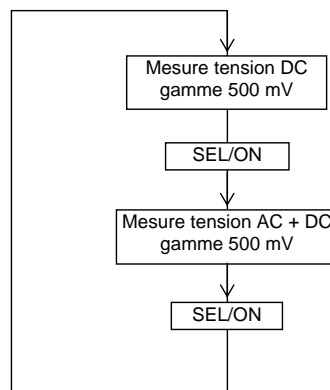 Mesure tension DC
gamme 500 mV
SEL/ON
Mesure tension AC + DC
gamme 500 mV
SEL/ON